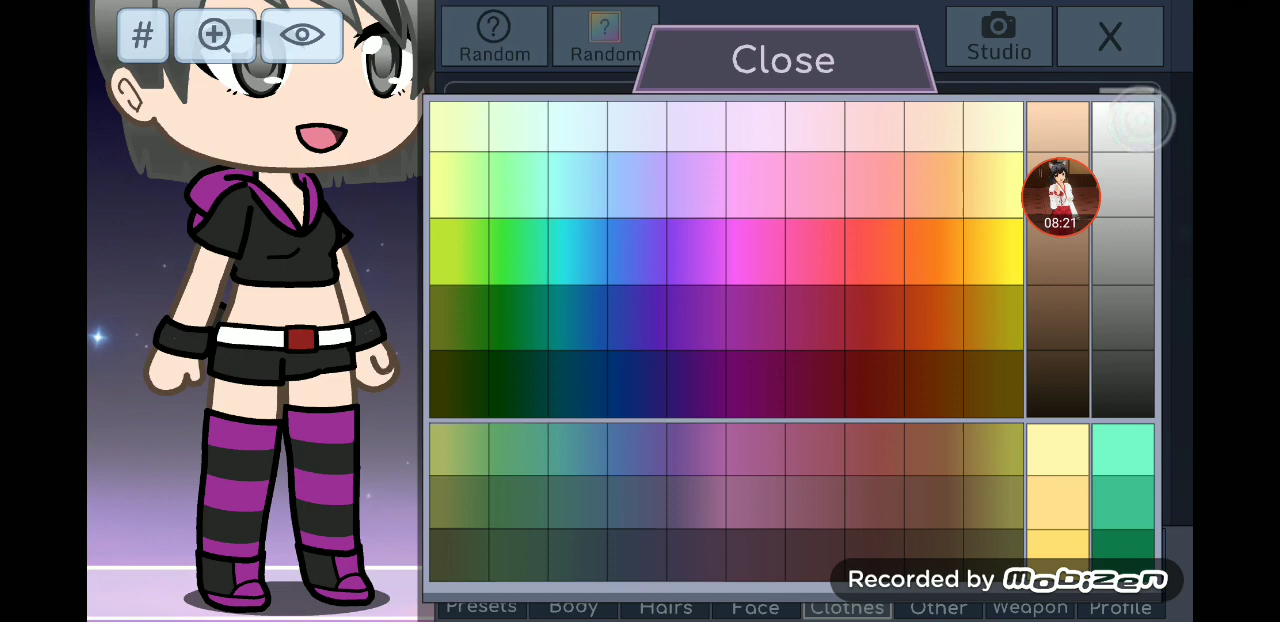 #
? ?
Random Random
Close
Studio
X
08:21
Recorded by Mobizen
Presets Body Hairs Face Clothes Other Weapon Profile